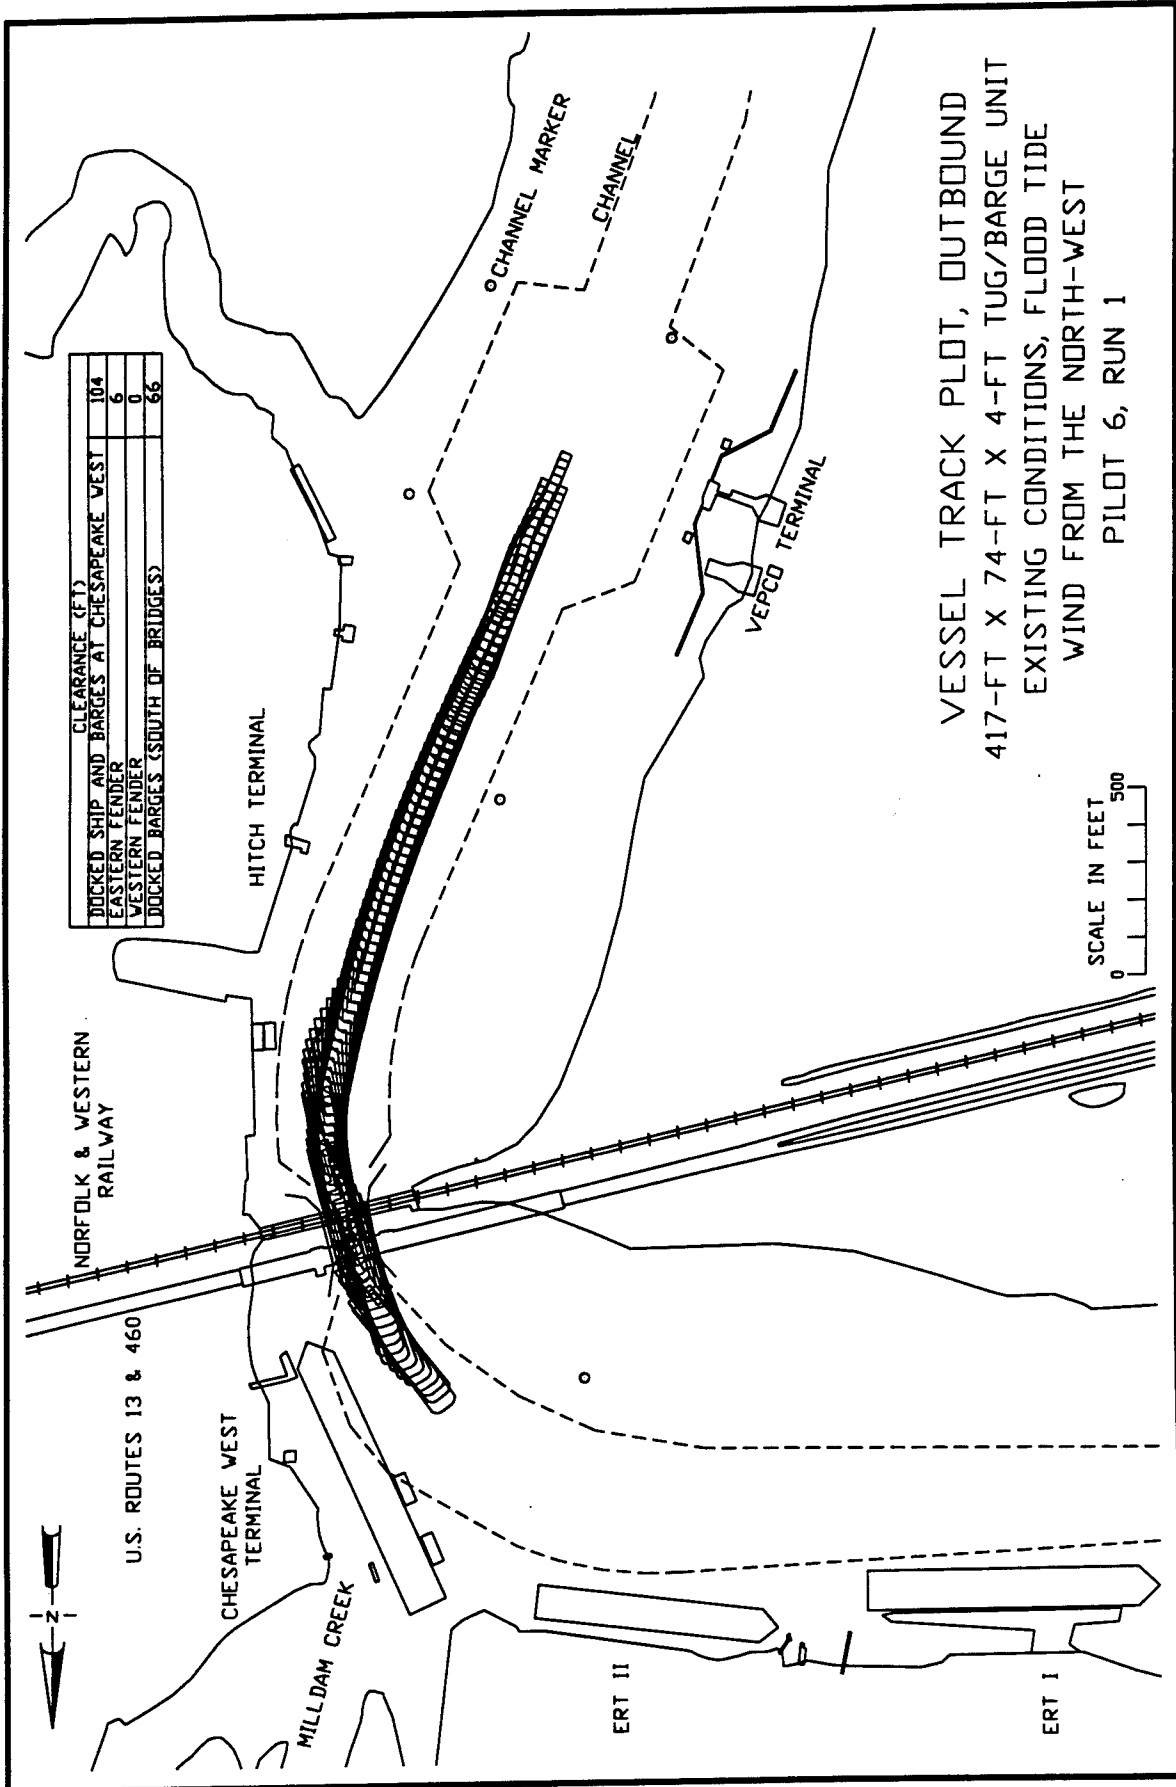 CLEARANCE (FT)
DOCKED SHIP AND BARGES AT CHESAPEAKE WEST 104
EASTERN FENDER 6
WESTERN FENDER 0
DOCKED BARGES (SOUTH OF BRIDGES) 66
N
U.S. ROUTES 13 & 460
NORFOLK & WESTERN
RAILWAY
CHESAPEAKE WEST
TERMINAL
MILLDAM CREEK
HITCH TERMINAL
CHANNEL MARKER
CHANNEL
VEPCO TERMINAL
ERT II
ERT I
SCALE IN FEET
0 500
VESSEL TRACK PLOT, OUTBOUND
417-FT X 74-FT X 4-FT TUG/BARGE UNIT
EXISTING CONDITIONS, FLOOD TIDE
WIND FROM THE NORTH-WEST
PILOT 6, RUN 1